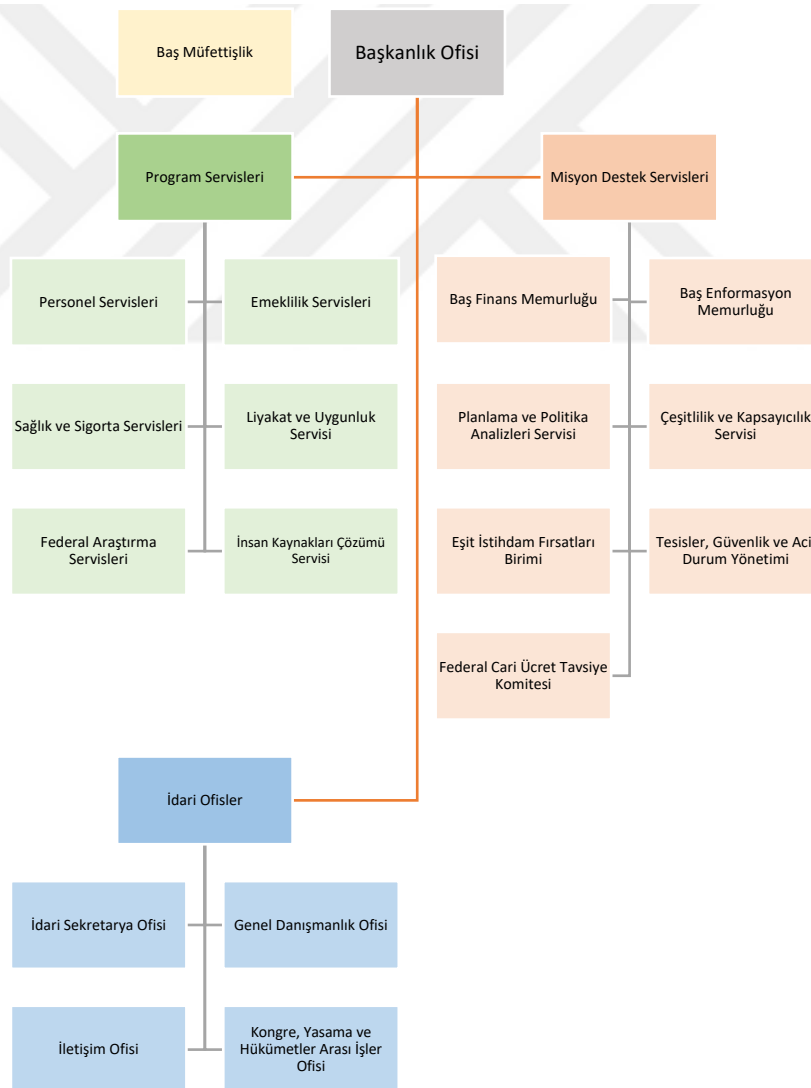 Baş Müfettişlik
Başkanlık Ofisi
Program Servisleri
Misyon Destek Servisleri
Personel Servisleri
Emeklilik Servisleri
Baş Finans Memurluğu
Baş Enformasyon
Memurluğu
Sağlık ve Sigorta Servisleri
Liyakat ve Uygunluk
Servisi
Planlama ve Politika
Analizleri Servisi
Çeşitlilik ve Kapsayıcılık
Servisi
Federal Araştırma
Servisleri
İnsan Kaynakları Çözümü
Servisi
Eşit İstihdam Fırsatları
Birimi
Tesisler, Güvenlik ve Aci
Durum Yönetimi
Federal Cari Ücret Tavsiye
Komitesi
İdari Ofisler
İdari Sekretarya Ofisi
Genel Danışmanlık Ofisi
İletişim Ofisi
Kongre, Yasama ve
Hükümetler Arası İşler
Ofisi